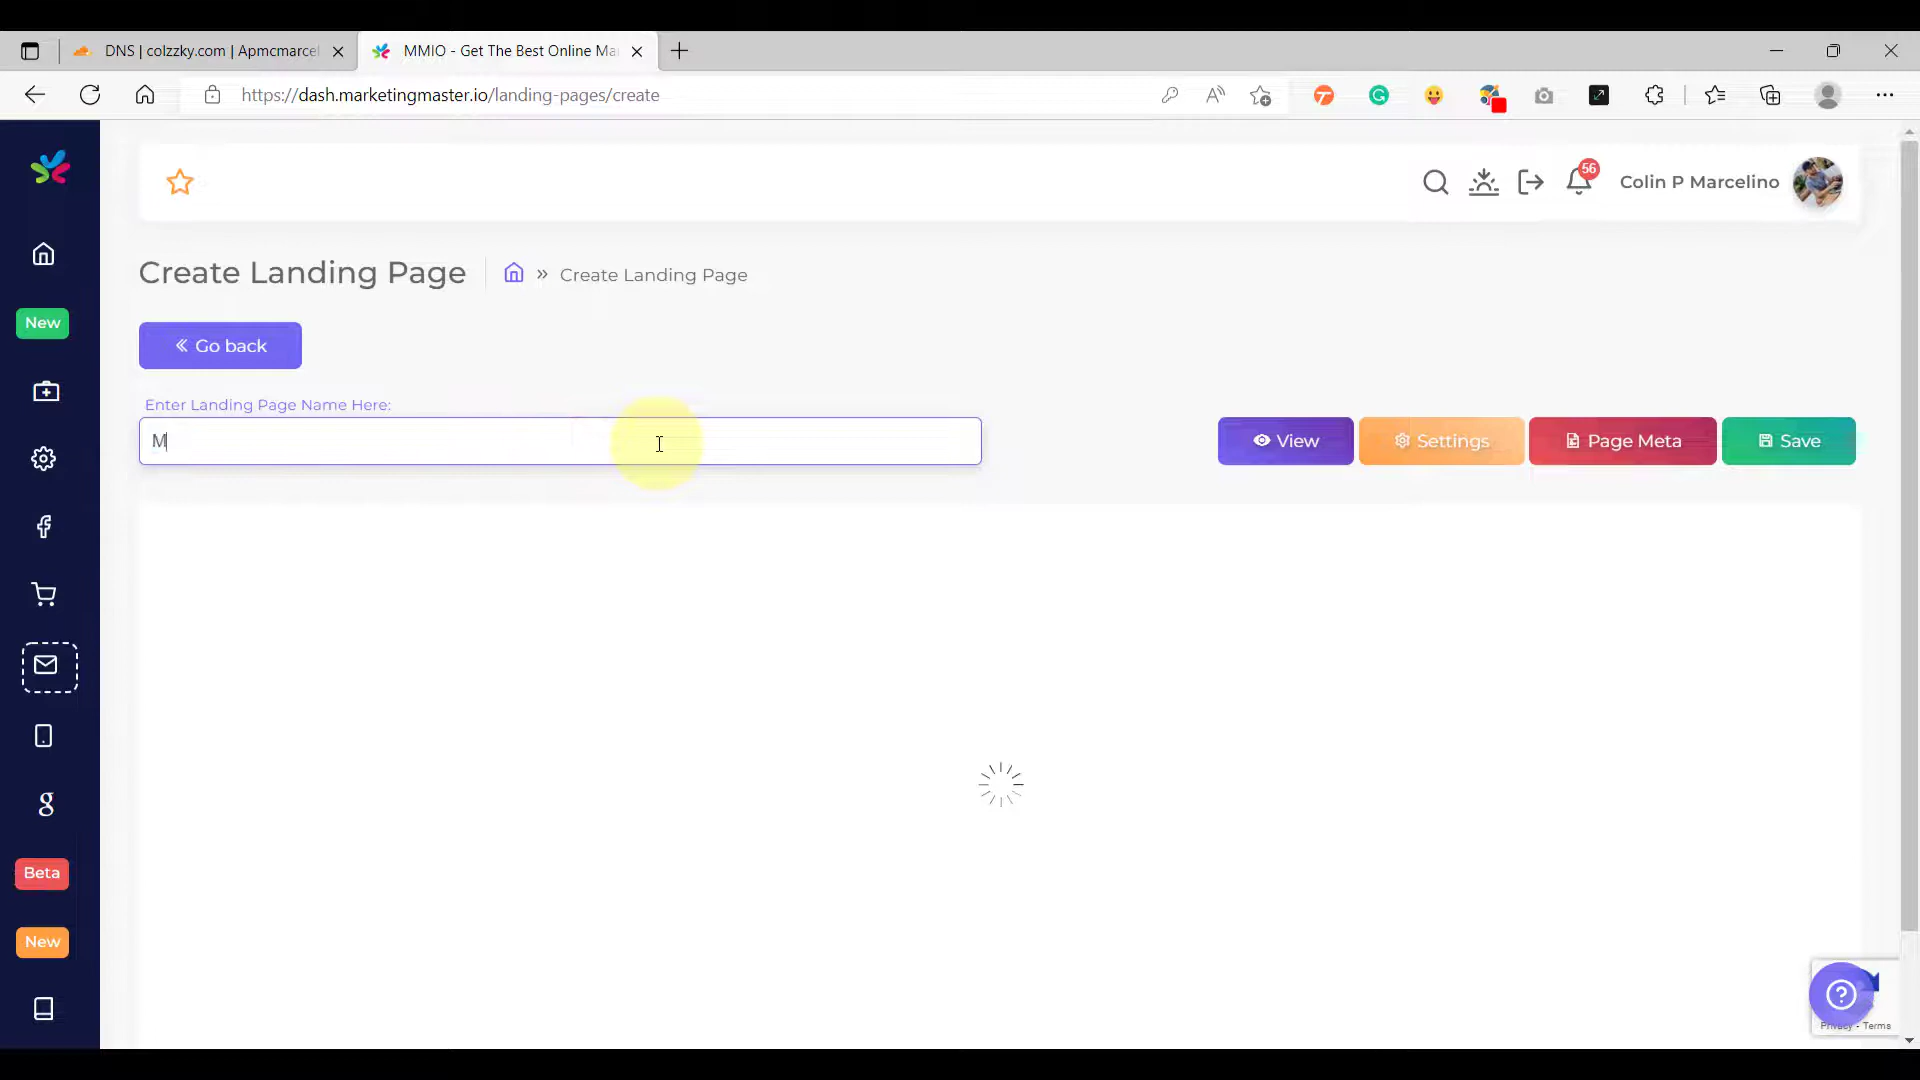 DNS | colzzky.com | Apmcmarcel
MMIO - Get The Best Online Ma
https://dash.marketingmaster.io/landing-pages/create
56
Colin P Marcelino
Create Landing Page
» Create Landing Page
New
« Go back
Enter Landing Page Name Here:
M
View
Settings
Page Meta
Save
Beta
New
Privacy - Terms